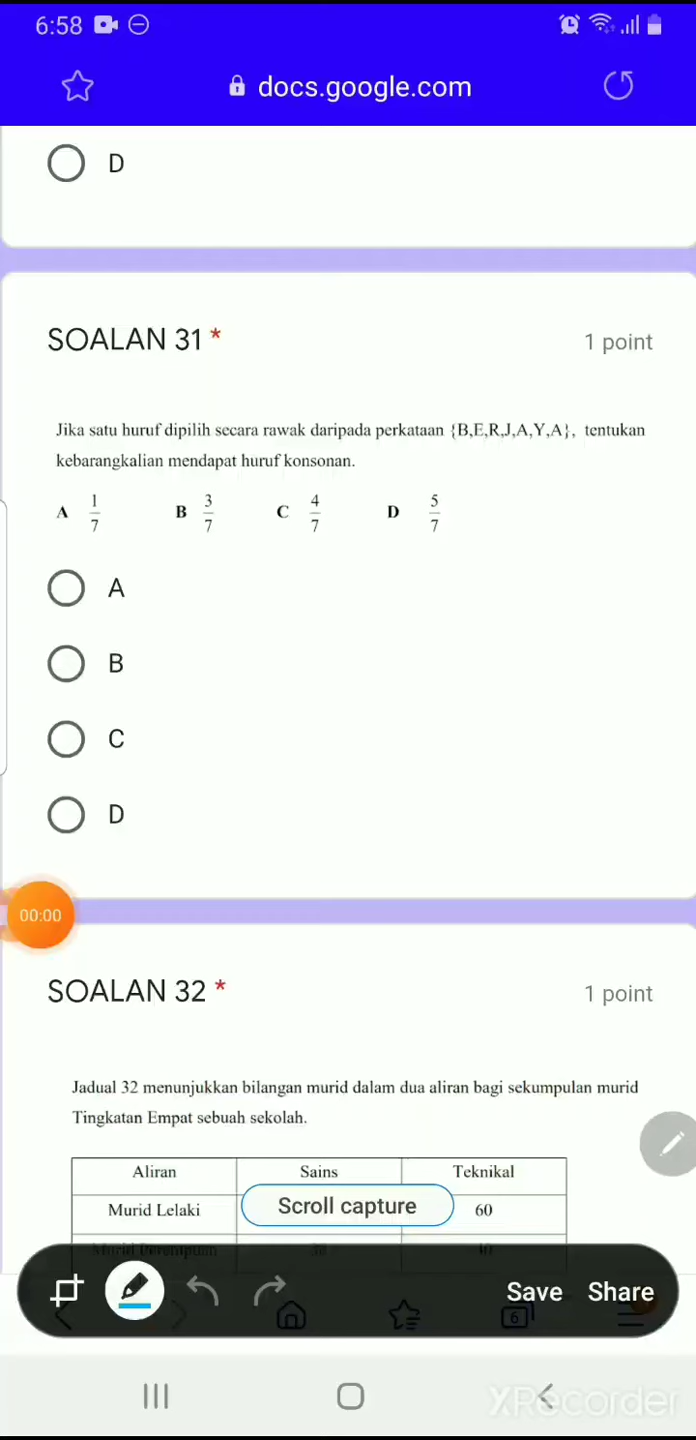 6:58
docs.google.com
D
SOALAN 31 *
1 point
Jika satu huruf dipilih secara rawak daripada perkataan {B,E,R,J,A,Y,A}, tentukan
kebarangkalian mendapat huruf konsonan.
A 1/7 B 3/7 C 4/7 D 5/7
A
B
C
D
00:00
SOALAN 32 *
1 point
Jadual 32 menunjukkan bilangan murid dalam dua aliran bagi sekumpulan murid
Tingkatan Empat sebuah sekolah.
Aliran Sains Teknikal
Murid Lelaki 60
Scroll capture
Murid Perempuan
Save Share
6
XRecorder